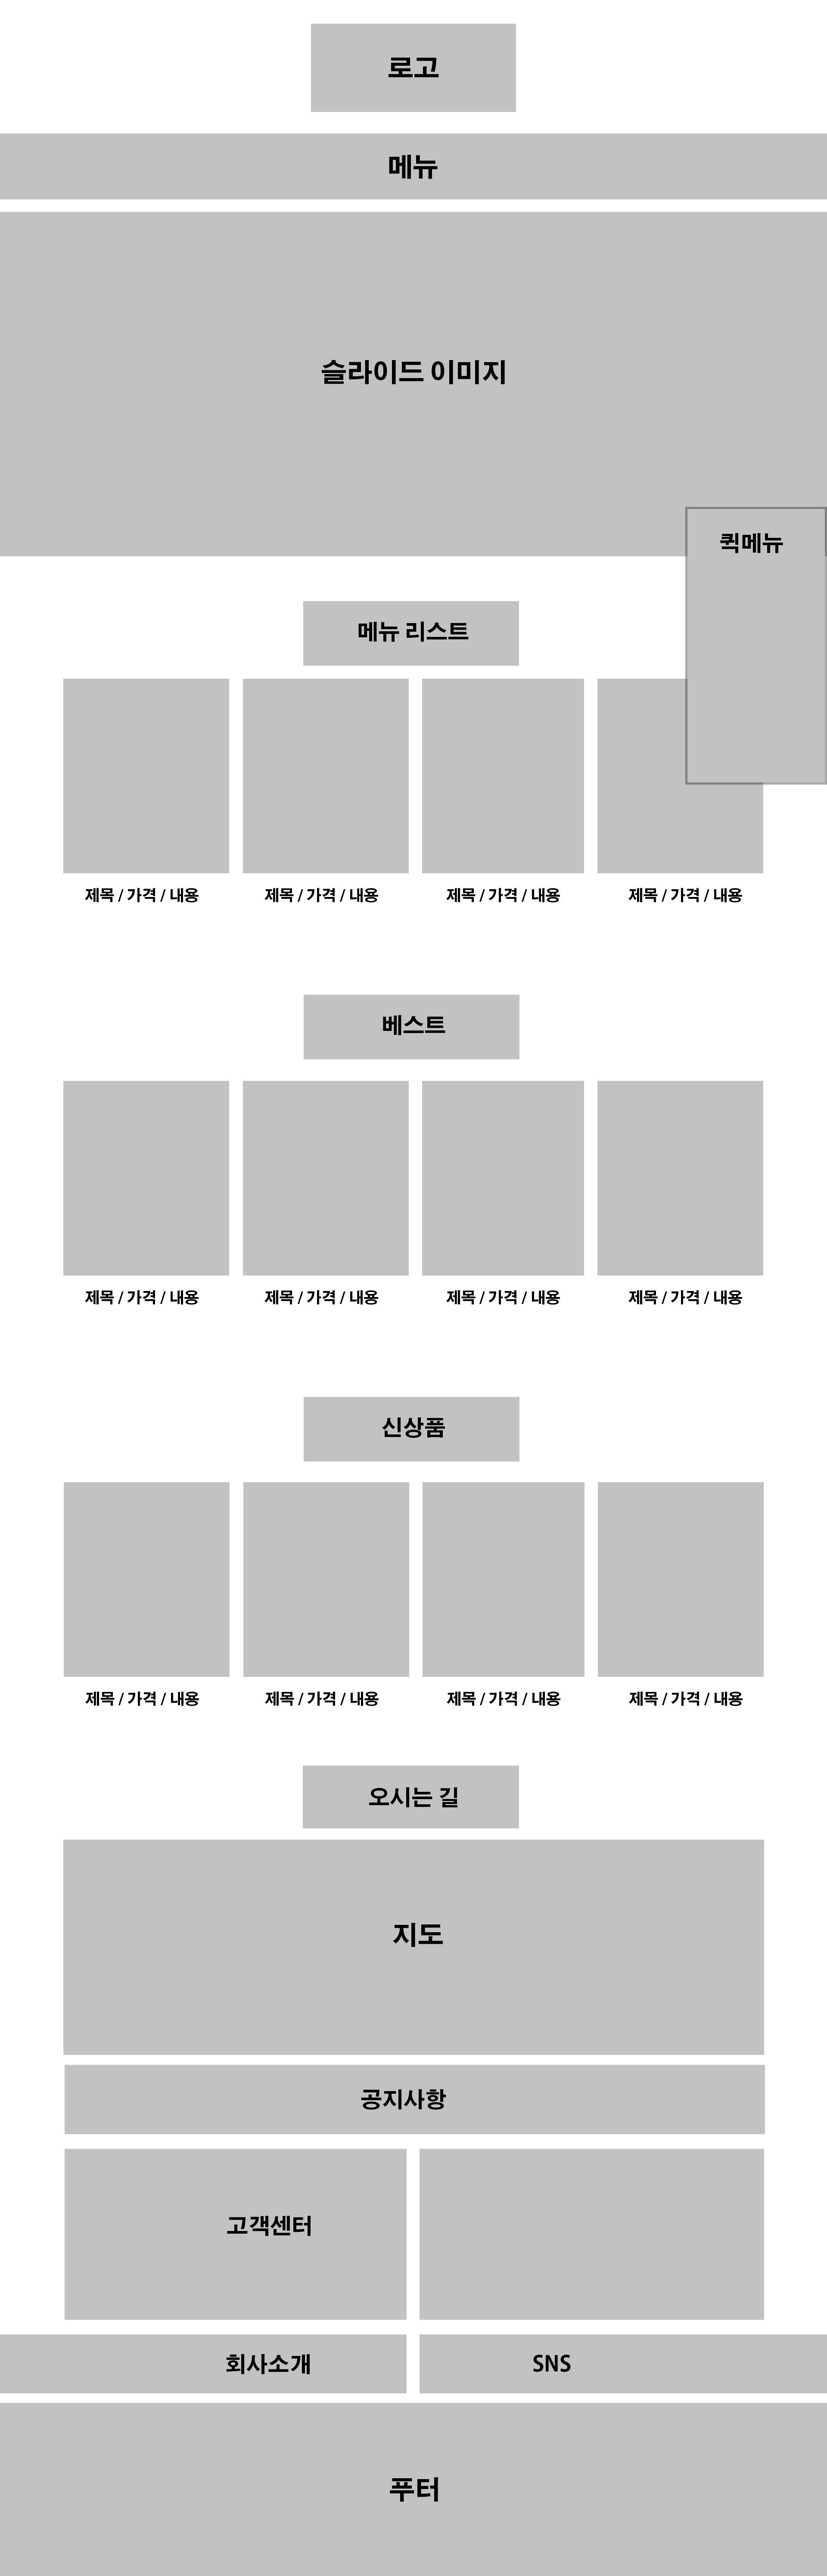 로고
메뉴
슬라이드 이미지
퀵메뉴
메뉴 리스트
제목 / 가격 / 내용
제목 / 가격 / 내용
제목 / 가격 / 내용
제목 / 가격 / 내용
베스트
제목 / 가격 / 내용
제목 / 가격 / 내용
제목 / 가격 / 내용
제목 / 가격 / 내용
신상품
제목 / 가격 / 내용
제목 / 가격 / 내용
제목 / 가격 / 내용
제목 / 가격 / 내용
오시는 길
지도
공지사항
고객센터
회사소개
SNS
푸터